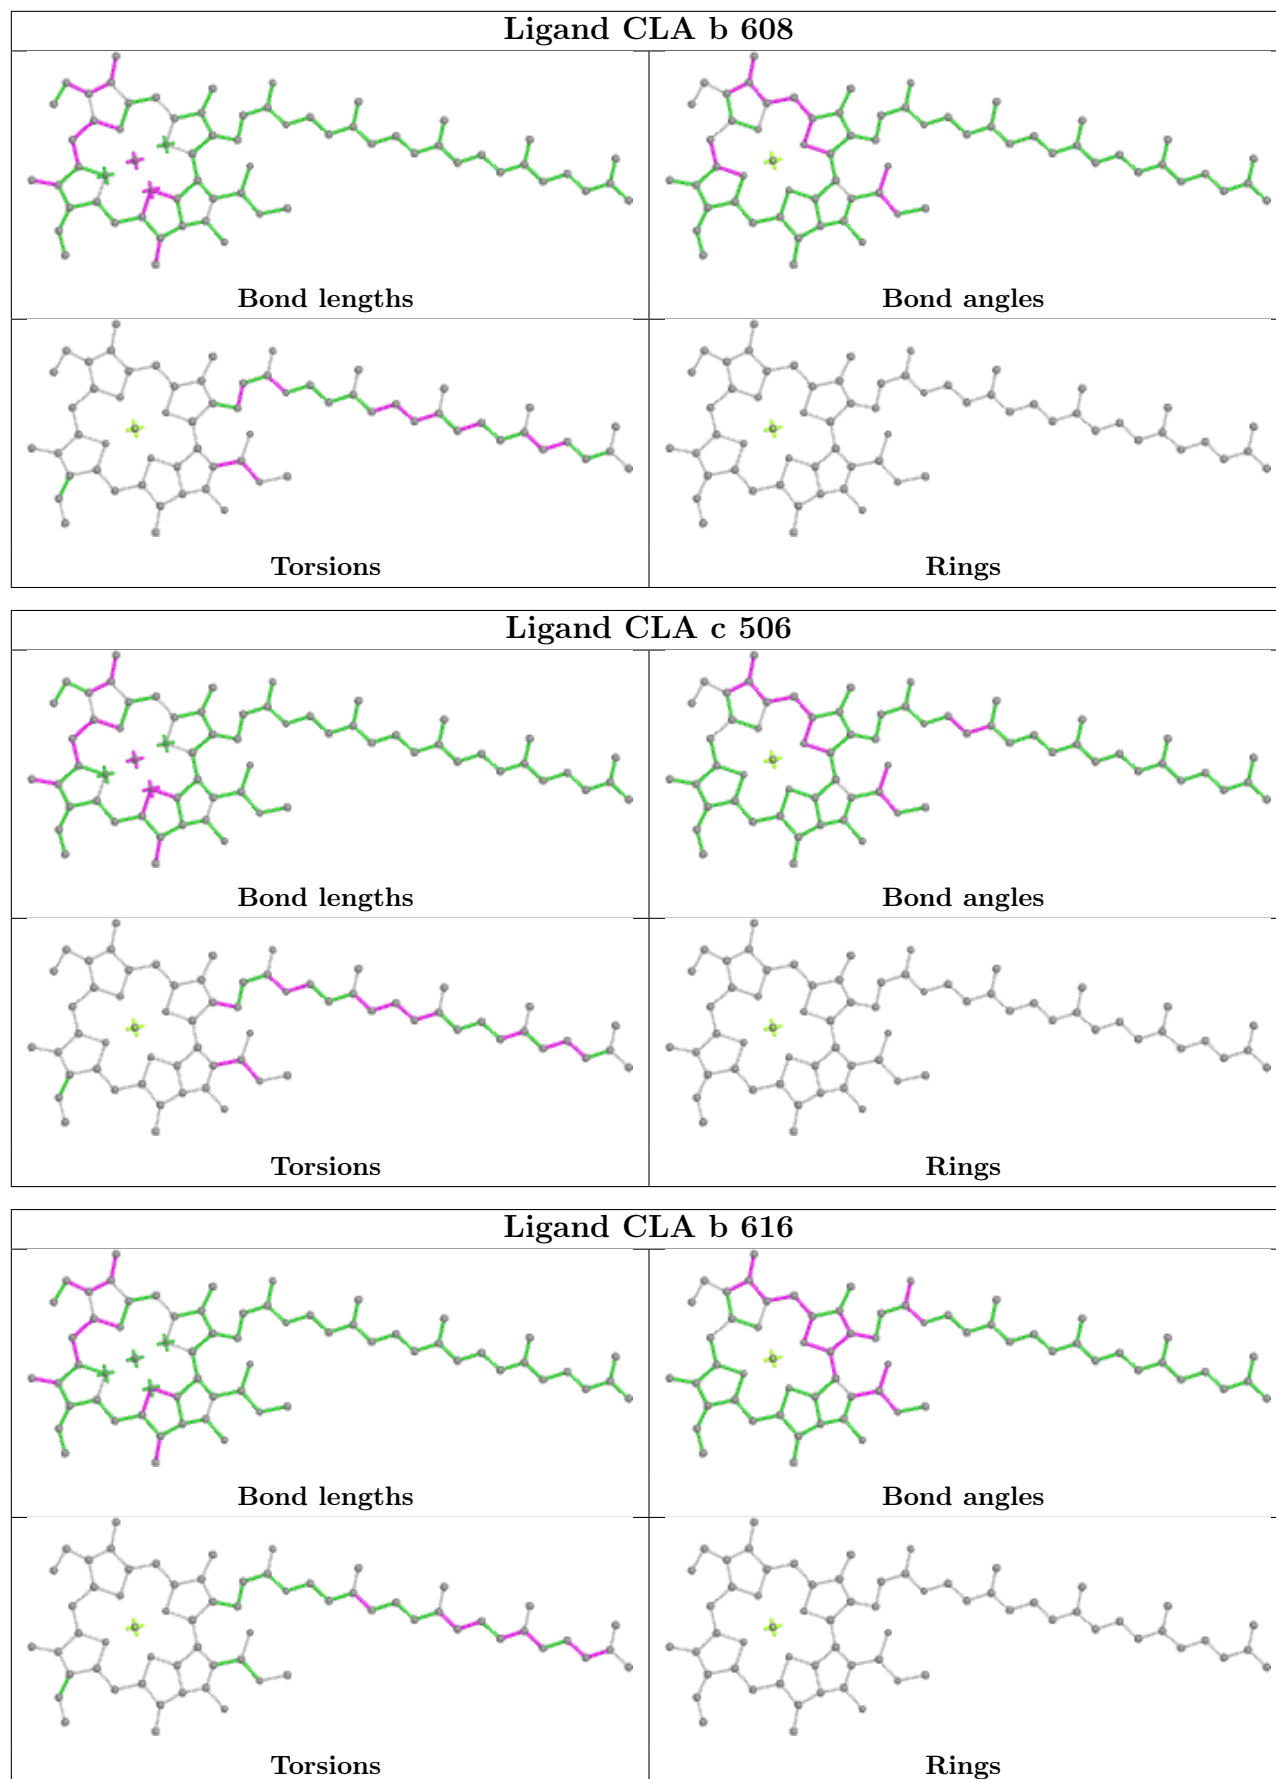 Ligand CLA b 608
Bond lengths
Bond angles
Torsions
Rings
Ligand CLA c 506
Bond lengths
Bond angles
Torsions
Rings
Ligand CLA b 616
Bond lengths
Bond angles
Torsions
Rings